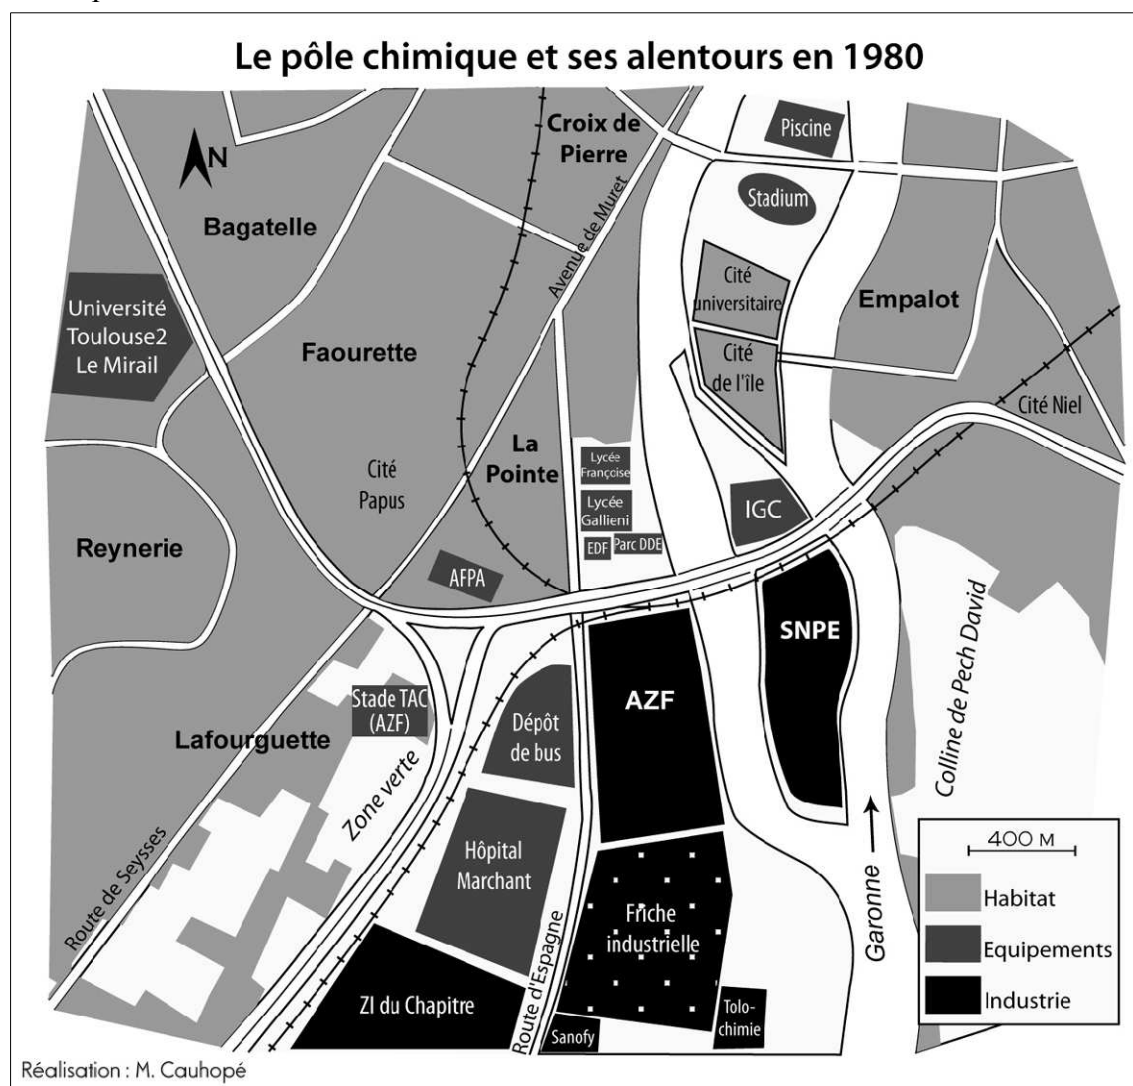 Le pôle chimique et ses alentours en 1980
N
Croix de
Pierre
Piscine
Avenue de Muret
Stadium
Bagatelle
Université
Toulouse2
Le Mirail
Faourette
Cité
universitaire
Empalot
Cité
de l'île
Cité Niel
La
Pointe
Cité
Papus
Lycée
Françoise
Lycée
Gallieni
EDF
Parc DDE
IGC
Reynerie
AFPA
SNPE
Colline de Pech David
AZF
Stade TAC
(AZF)
Lafourguette
Dépôt
de bus
Zone verte
Hôpital
Marchant
Route de Seysses
Friche
industrielle
Garonne
Route d'Espagne
ZI du Chapitre
Sanofy
Tolo-
chimie
400 M
Habitat
Equipements
Industrie
Réalisation : M. Cauhopé